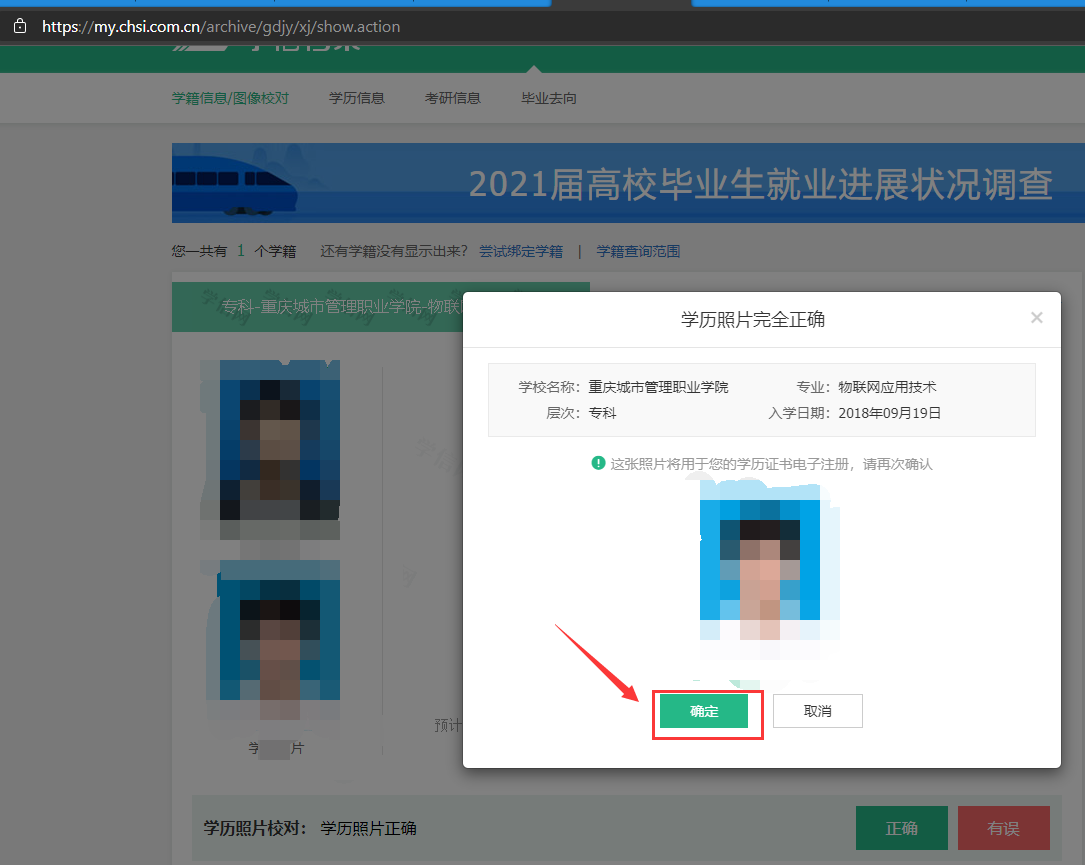 https://my.chsi.com.cn/archive/gdjy/xj/show.action
学籍信息/图像校对 学历信息 考研信息 毕业去向
2021届高校毕业生就业进展状况调查
您一共有 1 个学籍 还有学籍没有显示出来？ 尝试绑定学籍 | 学籍查询范围
专科-重庆城市管理职业学院-物联
学历照片完全正确 ×
学校名称： 重庆城市管理职业学院 专业： 物联网应用技术
层次： 专科 入学日期： 2018年09月19日
这张照片将用于您的学历证书电子注册，请再次确认
确定 取消
预计
学 片
学历照片校对： 学历照片正确 正确 有误